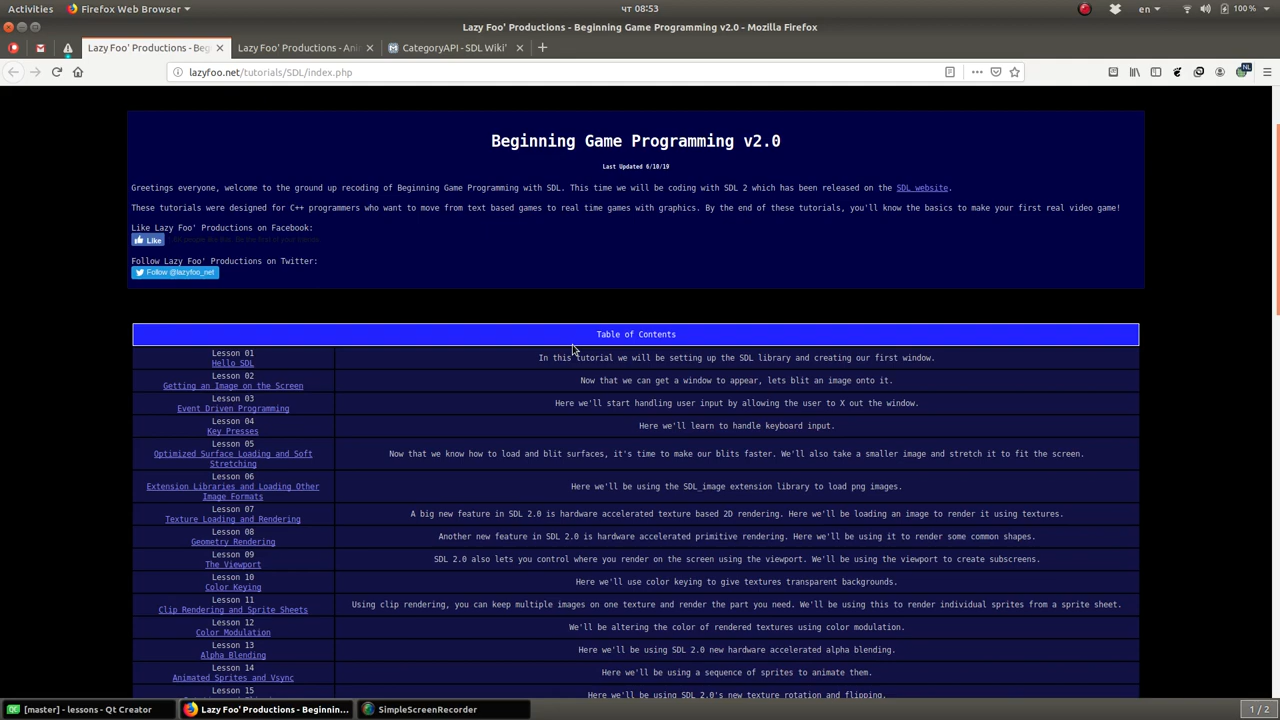 Activities Firefox Web Browser чт 08:53 en 100 %
Lazy Foo' Productions - Beginning Game Programming v2.0 - Mozilla Firefox
Lazy Foo' Productions - Beg Lazy Foo' Productions - Ani CategoryAPI - SDL Wiki'
lazyfoo.net/tutorials/SDL/index.php NL
Beginning Game Programming v2.0
Last Updated 6/10/19
Greetings everyone, welcome to the ground up recoding of Beginning Game Programming with SDL. This time we will be coding with SDL 2 which has been released on the SDL website.
These tutorials were designed for C++ programmers who want to move from text based games to real time games with graphics. By the end of these tutorials, you'll know the basics to make your first real video game!
Like Lazy Foo' Productions on Facebook:
Like
Follow Lazy Foo' Productions on Twitter:
Follow @lazyfoo_net
Table of Contents
Lesson 01
Hello SDL
In this tutorial we will be setting up the SDL library and creating our first window.
Lesson 02
Getting an Image on the Screen
Now that we can get a window to appear, lets blit an image onto it.
Lesson 03
Event Driven Programming
Here we'll start handling user input by allowing the user to X out the window.
Lesson 04
Key Presses
Here we'll learn to handle keyboard input.
Lesson 05
Optimized Surface Loading and Soft
Stretching
Now that we know how to load and blit surfaces, it's time to make our blits faster. We'll also take a smaller image and stretch it to fit the screen.
Lesson 06
Extension Libraries and Loading Other
Image Formats
Here we'll be using the SDL_image extension library to load png images.
Lesson 07
Texture Loading and Rendering
A big new feature in SDL 2.0 is hardware accelerated texture based 2D rendering. Here we'll be loading an image to render it using textures.
Lesson 08
Geometry Rendering
Another new feature in SDL 2.0 is hardware accelerated primitive rendering. Here we'll be using it to render some common shapes.
Lesson 09
The Viewport
SDL 2.0 also lets you control where you render on the screen using the viewport. We'll be using the viewport to create subscreens.
Lesson 10
Color Keying
Here we'll use color keying to give textures transparent backgrounds.
Lesson 11
Clip Rendering and Sprite Sheets
Using clip rendering, you can keep multiple images on one texture and render the part you need. We'll be using this to render individual sprites from a sprite sheet.
Lesson 12
Color Modulation
We'll be altering the color of rendered textures using color modulation.
Lesson 13
Alpha Blending
Here we'll be using SDL 2.0 new hardware accelerated alpha blending.
Lesson 14
Animated Sprites and Vsync
Here we'll be using a sequence of sprites to animate them.
Lesson 15
Here we'll be using SDL 2.0's new texture rotation and flipping.
[master] - lessons - Qt Creator Lazy Foo' Productions - Beginnin... SimpleScreenRecorder 1 / 2